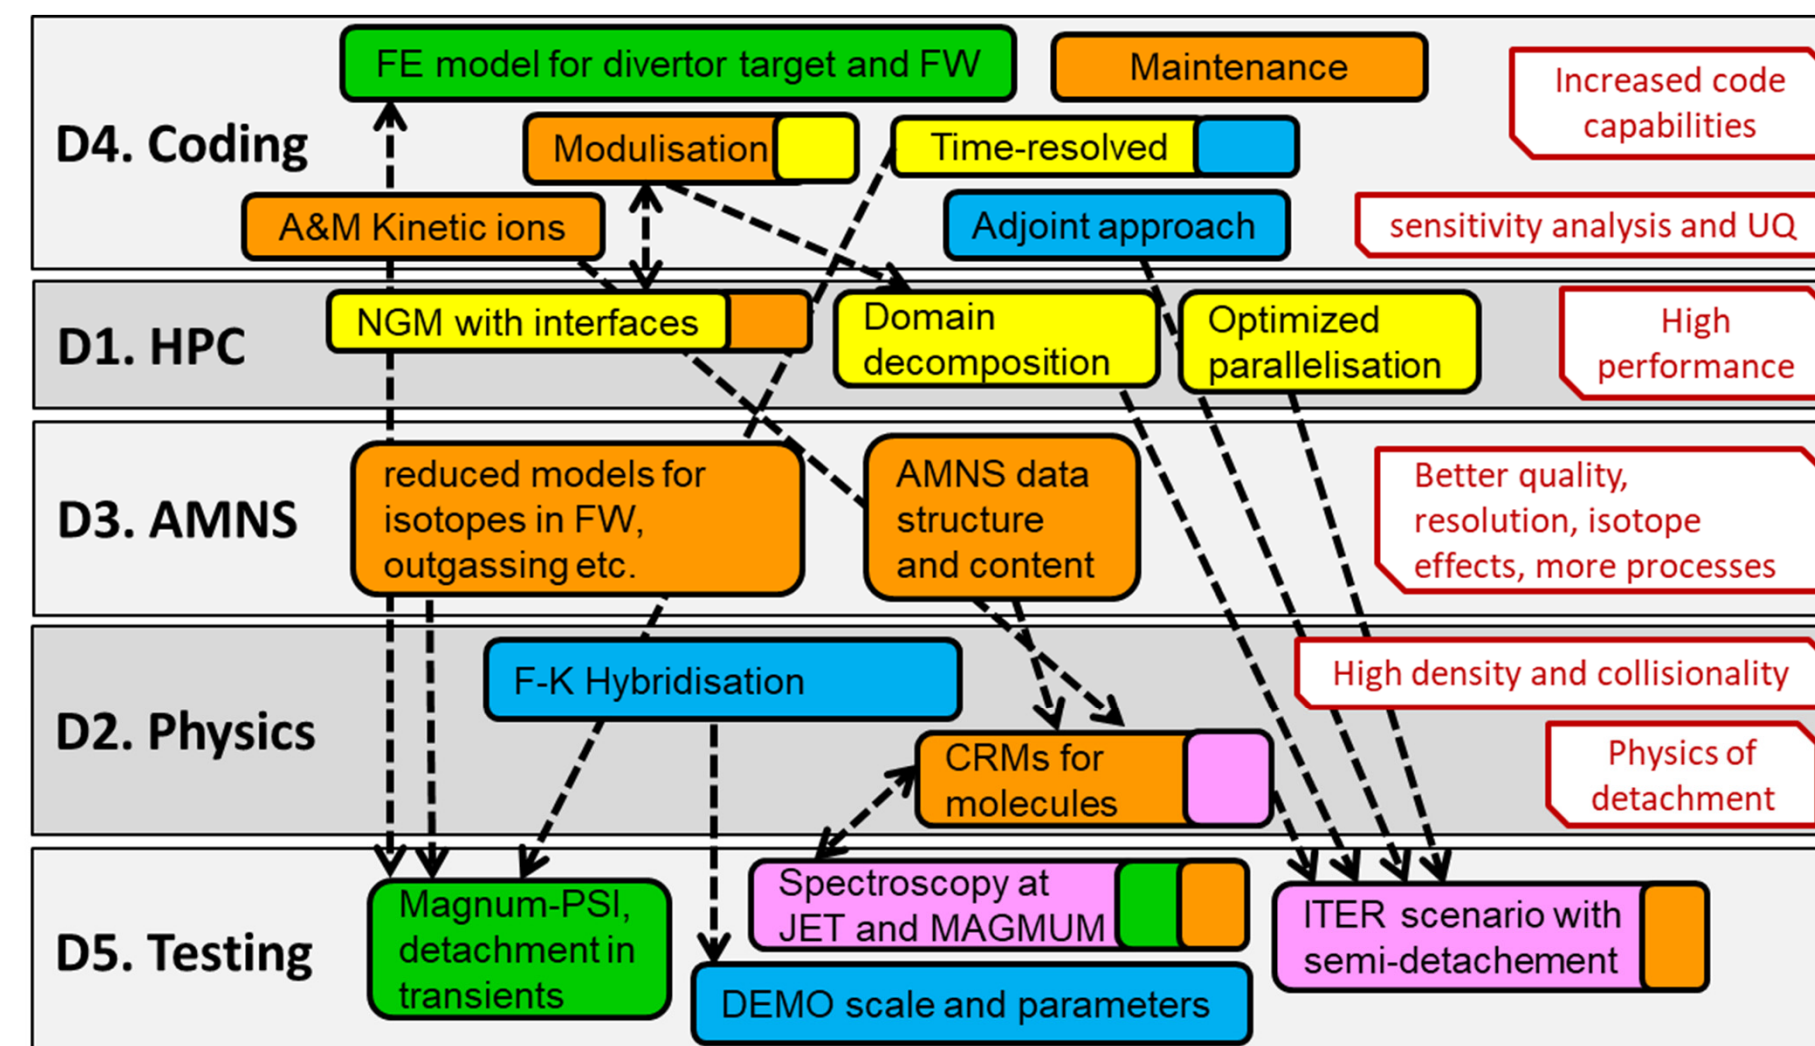 D4. Coding
FE model for divertor target and FW
Maintenance
Increased code
capabilities
Modulisation
Time-resolved
A&M Kinetic ions
Adjoint approach
sensitivity analysis and UQ
D1. HPC
NGM with interfaces
Domain
decomposition
Optimized
parallelisation
High
performance
D3. AMNS
reduced models for
isotopes in FW,
outgassing etc.
AMNS data
structure
and content
Better quality,
resolution, isotope
effects, more processes
D2. Physics
F-K Hybridisation
High density and collisionality
CRMs for
molecules
Physics of
detachment
D5. Testing
Magnum-PSI,
detachment in
transients
Spectroscopy at
JET and MAGMUM
ITER scenario with
semi-detachement
DEMO scale and parameters